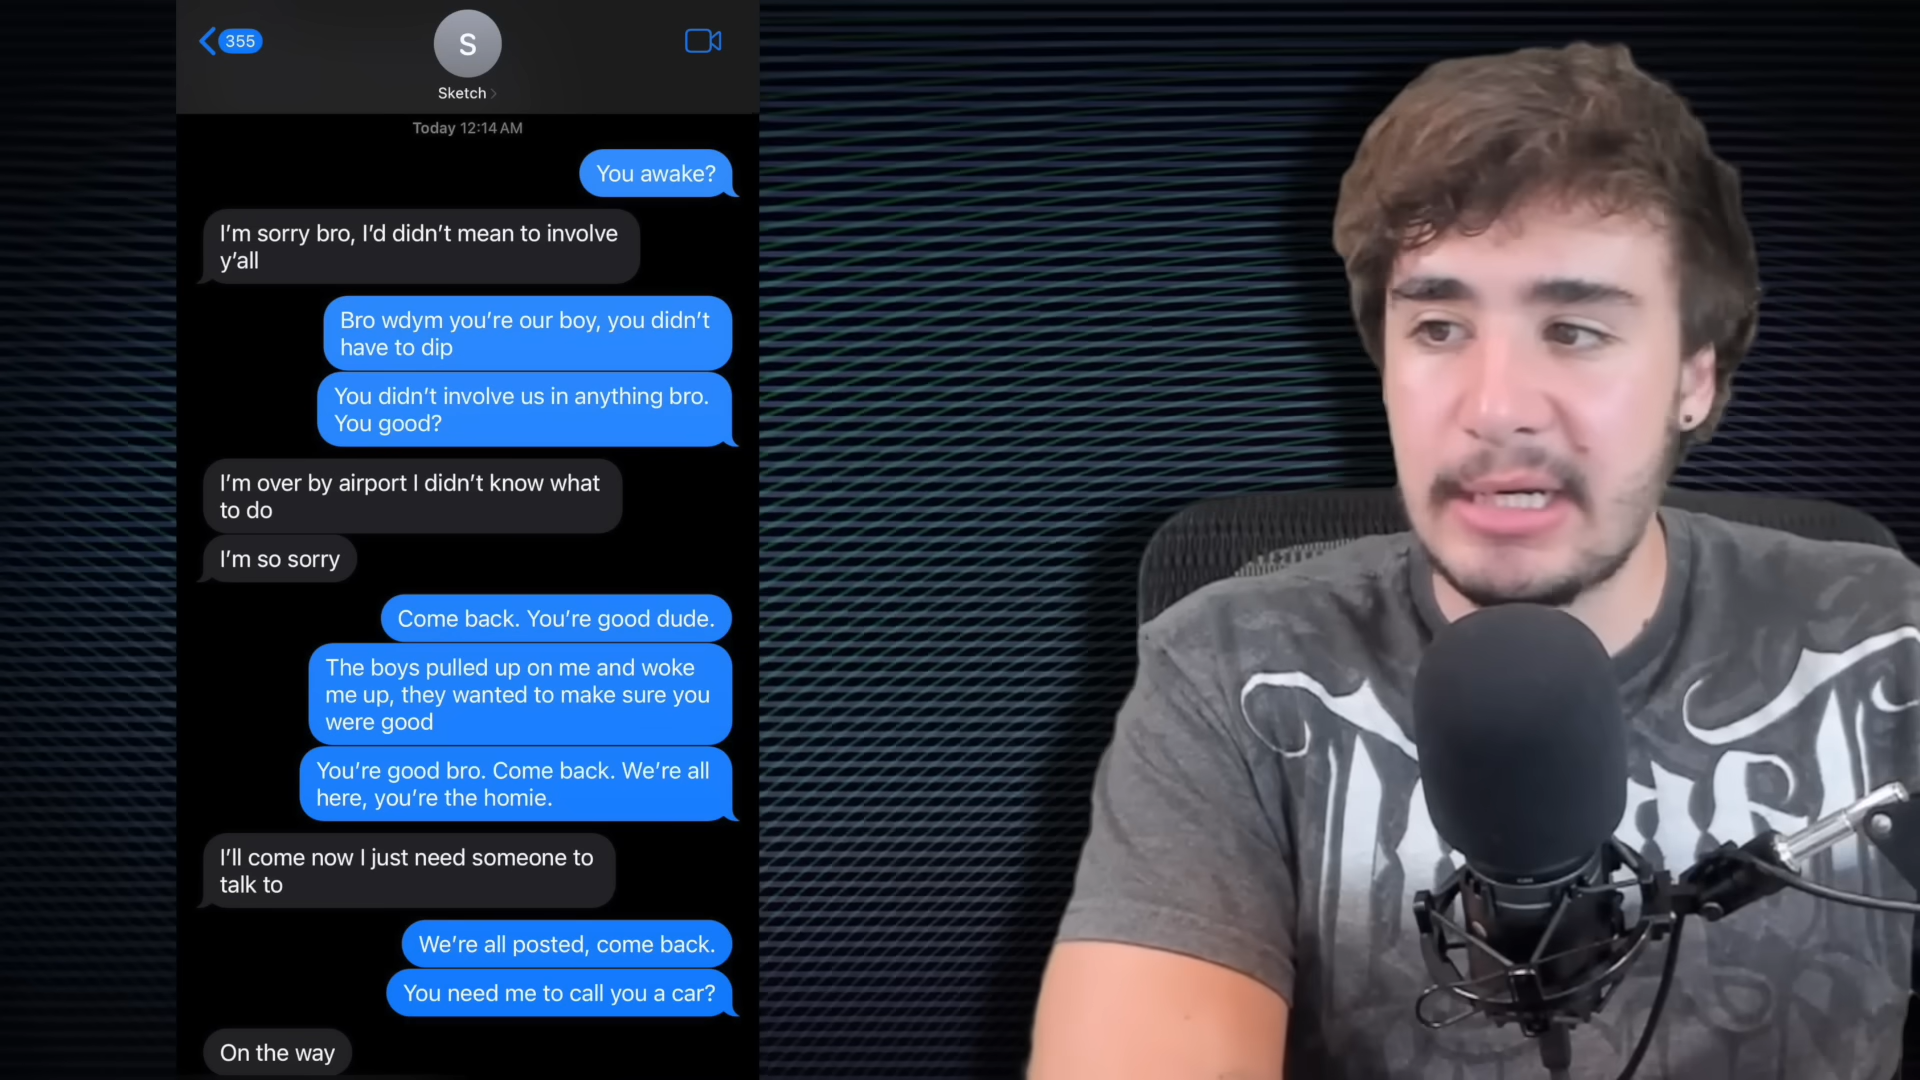 355
S
Sketch
Today 12:14 AM
You awake?
I'm sorry bro, I'd didn't mean to involve
y'all
Bro wdym you're our boy, you didn't
have to dip
You didn't involve us in anything bro.
You good?
I'm over by airport I didn't know what
to do
I'm so sorry
Come back. You're good dude.
The boys pulled up on me and woke
me up, they wanted to make sure you
were good
You're good bro. Come back. We're all
here, you're the homie.
I'll come now I just need someone to
talk to
We're all posted, come back.
You need me to call you a car?
On the way